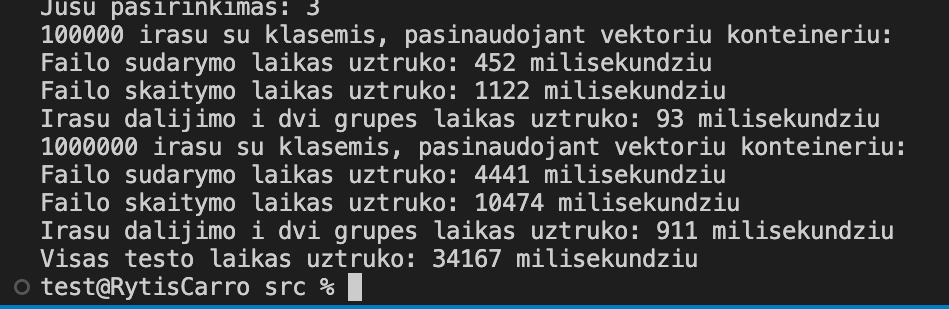 Jusu pasirinkimas: 3
100000 irasu su klasemis, pasinaudojant vektoriu konteineriu:
Failo sudarymo laikas uztruko: 452 milisekundziu
Failo skaitymo laikas uztruko: 1122 milisekundziu
Irasu dalijimo i dvi grupes laikas uztruko: 93 milisekundziu
1000000 irasu su klasemis, pasinaudojant vektoriu konteineriu:
Failo sudarymo laikas uztruko: 4441 milisekundziu
Failo skaitymo laikas uztruko: 10474 milisekundziu
Irasu dalijimo i dvi grupes laikas uztruko: 911 milisekundziu
Visas testo laikas uztruko: 34167 milisekundziu
test@RytisCarro src %